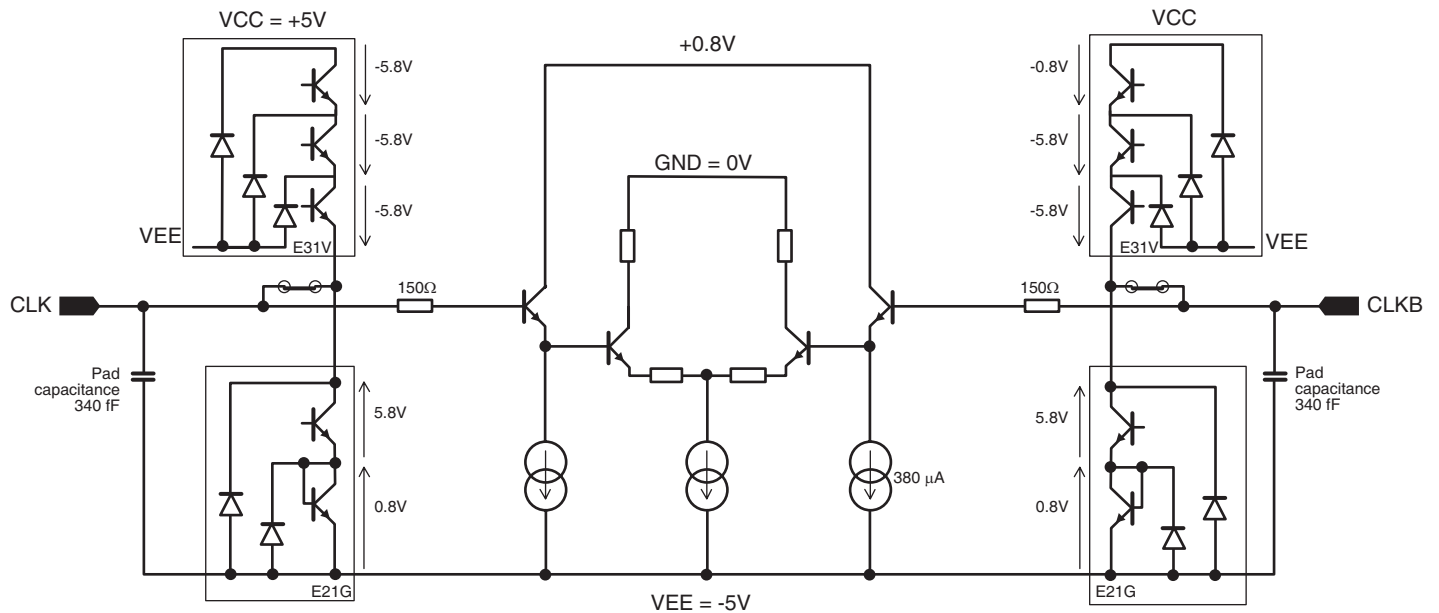 VCC = +5V
VCC
+0.8V
-5.8V
-0.8V
-5.8V
-5.8V
GND = 0V
-5.8V
-5.8V
VEE
E31V
E31V
VEE
CLK
150Ω
150Ω
CLKB
Pad
capacitance
340 fF
Pad
capacitance
340 fF
5.8V
5.8V
380 μA
0.8V
0.8V
E21G
E21G
VEE = -5V